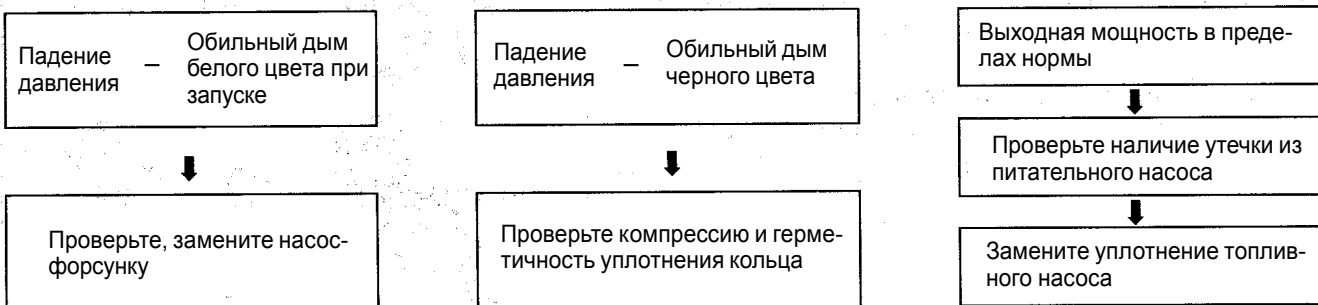 Падение
давления
–
Обильный дым
белого цвета при
запуске
Проверьте, замените насос-
форсунку
Падение
давления
–
Обильный дым
черного цвета
Проверьте компрессию и герме-
тичность уплотнения кольца
Выходная мощность в преде-
лах нормы
Проверьте наличие утечки из
питательного насоса
Замените уплотнение топлив-
ного насоса